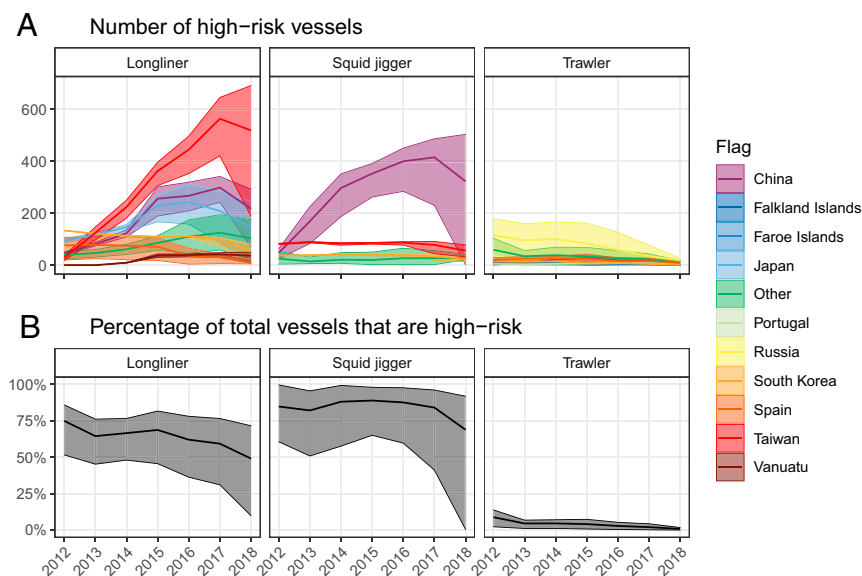 A Number of high−risk vessels
Longliner Squid jigger Trawler
600
400
200
0
B Percentage of total vessels that are high−risk
Longliner Squid jigger Trawler
100%
75%
50%
25%
0%
2012 2013 2014 2015 2016 2017 2018 2012 2013 2014 2015 2016 2017 2018 2012 2013 2014 2015 2016 2017 2018
Flag
China
Falkland Islands
Faroe Islands
Japan
Other
Portugal
Russia
South Korea
Spain
Taiwan
Vanuatu